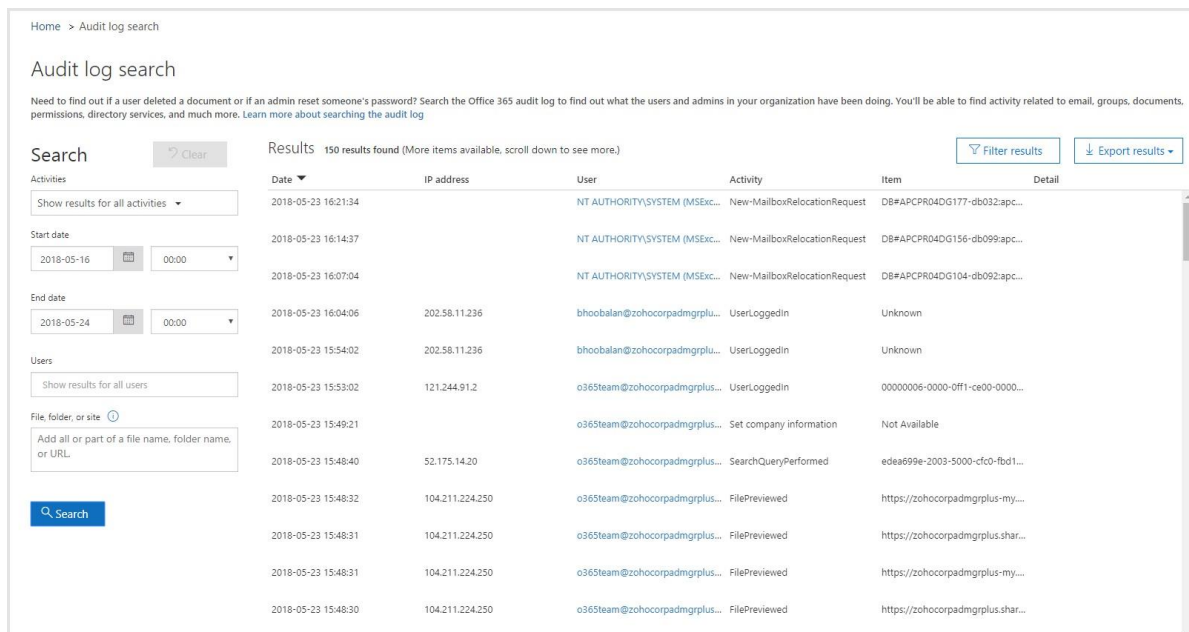 Home > Audit log search
Audit log search
Need to find out if a user deleted a document or if an admin reset someone's password? Search the Office 365 audit log to find out what the users and admins in your organization have been doing. You'll be able to find activity related to email, groups, documents,
permissions, directory services, and much more. Learn more about searching the audit log
Search Clear
Activities
Show results for all activities
Start date
2018-05-16 00:00
End date
2018-05-24 00:00
Users
Show results for all users
File, folder, or site
Add all or part of a file name, folder name,
or URL.
Search
Results 150 results found (More items available, scroll down to see more.) Filter results Export results
Date IP address User Activity Item Detail
2018-05-23 16:21:34 NT AUTHORITY\SYSTEM (MSExc... New-MailboxRelocationRequest DB#APCPR04DG177-db032:apc...
2018-05-23 16:14:37 NT AUTHORITY\SYSTEM (MSExc... New-MailboxRelocationRequest DB#APCPR04DG156-db099:apc...
2018-05-23 16:07:04 NT AUTHORITY\SYSTEM (MSExc... New-MailboxRelocationRequest DB#APCPR04DG104-db092:apc...
2018-05-23 16:04:06 202.58.11.236 bhoobalan@zohocorpadmgrplu... UserLoggedIn Unknown
2018-05-23 15:54:02 202.58.11.236 bhoobalan@zohocorpadmgrplu... UserLoggedIn Unknown
2018-05-23 15:53:02 121.244.91.2 o365team@zohocorpadmgrplus... UserLoggedIn 00000006-0000-0ff1-ce00-0000...
2018-05-23 15:49:21 o365team@zohocorpadmgrplus... Set company information Not Available
2018-05-23 15:48:40 52.175.14.20 o365team@zohocorpadmgrplus... SearchQueryPerformed edea699e-2003-5000-cfc0-fbd1...
2018-05-23 15:48:32 104.211.224.250 o365team@zohocorpadmgrplus... FilePreviewed https://zohocorpadmgrplus-my....
2018-05-23 15:48:31 104.211.224.250 o365team@zohocorpadmgrplus... FilePreviewed https://zohocorpadmgrplus.shar...
2018-05-23 15:48:31 104.211.224.250 o365team@zohocorpadmgrplus... FilePreviewed https://zohocorpadmgrplus-my....
2018-05-23 15:48:30 104.211.224.250 o365team@zohocorpadmgrplus... FilePreviewed https://zohocorpadmgrplus.shar...